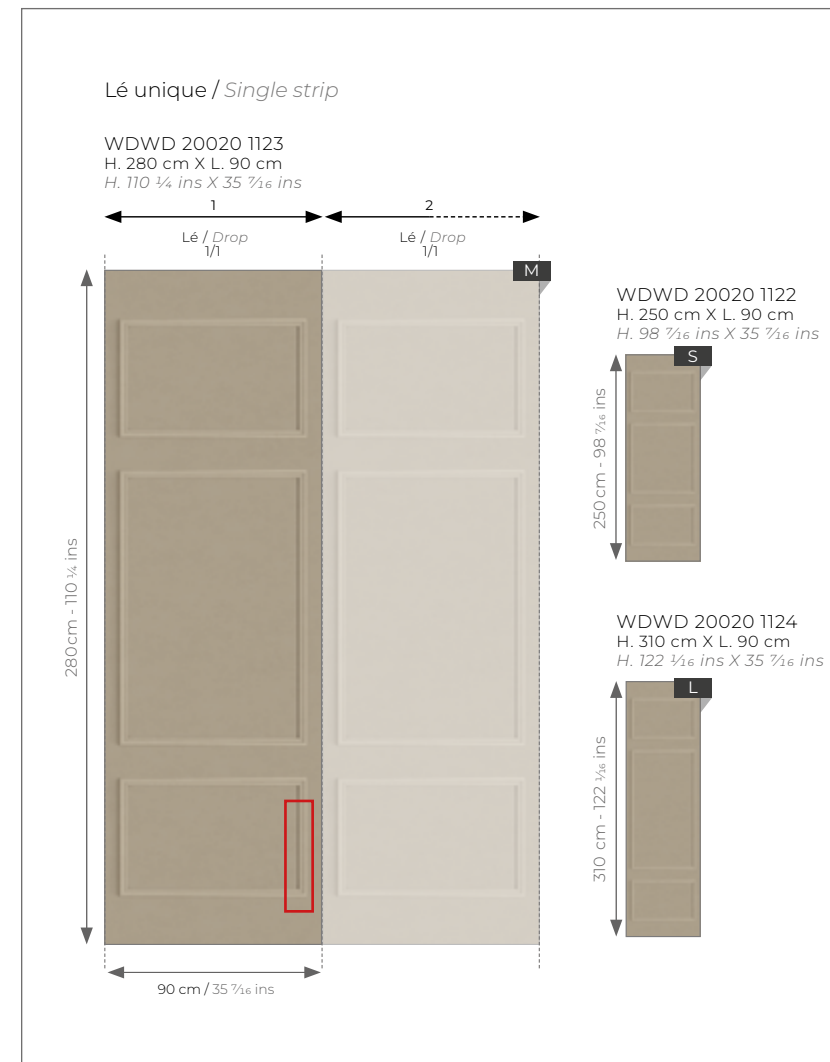 Lé unique / Single strip
WDWD 20020 1123
H. 280 cm X L. 90 cm
H. 110 ¼ ins X 35 ⁷⁄₁₆ ins
1
2
Lé / Drop
1/1
Lé / Drop
1/1
M
280cm - 110 ¼ ins
90 cm / 35 ⁷⁄₁₆ ins
WDWD 20020 1122
H. 250 cm X L. 90 cm
H. 98 ⁷⁄₁₆ ins X 35 ⁷⁄₁₆ ins
S
250cm - 98 ⁷⁄₁₆ ins
WDWD 20020 1124
H. 310 cm X L. 90 cm
H. 122 ¹⁄₁₆ ins X 35 ⁷⁄₁₆ ins
L
310 cm - 122 ¹⁄₁₆ ins